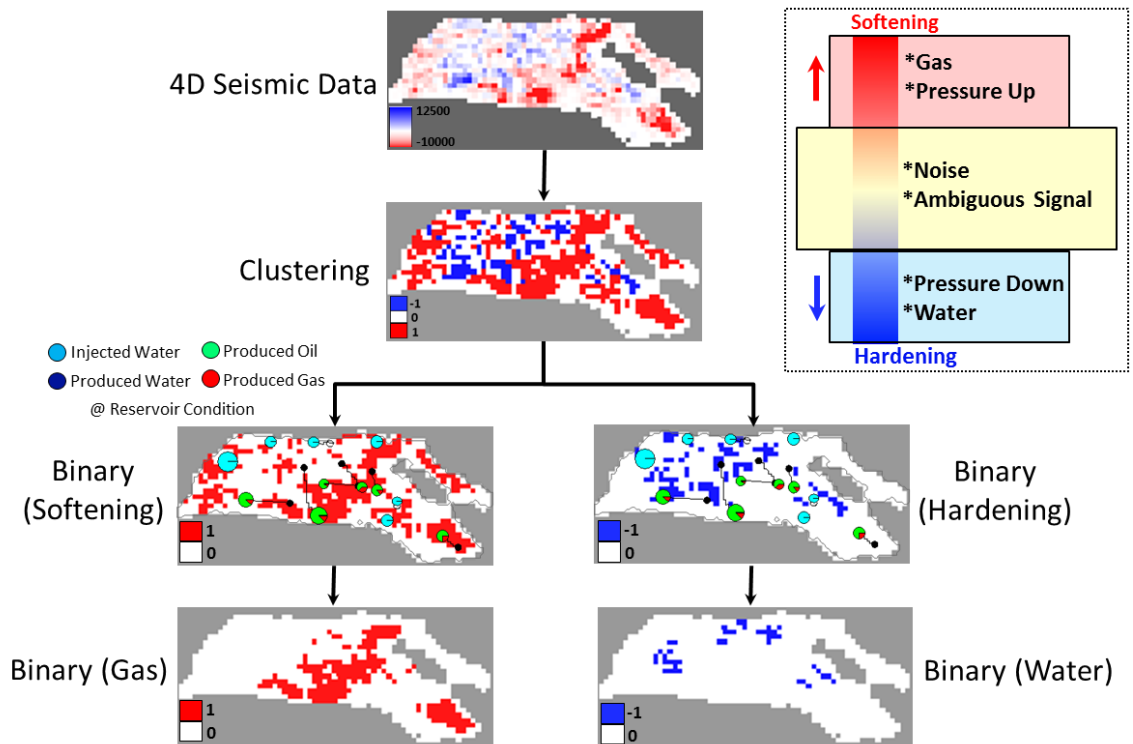 4D Seismic Data
12500
-10000
Softening
*Gas
*Pressure Up
*Noise
*Ambiguous Signal
*Pressure Down
*Water
Hardening
Clustering
-1
0
1
Injected Water
Produced Oil
Produced Water
Produced Gas
@ Reservoir Condition
Binary
(Softening)
1
0
Binary
(Hardening)
-1
0
Binary (Gas)
1
0
Binary (Water)
-1
0